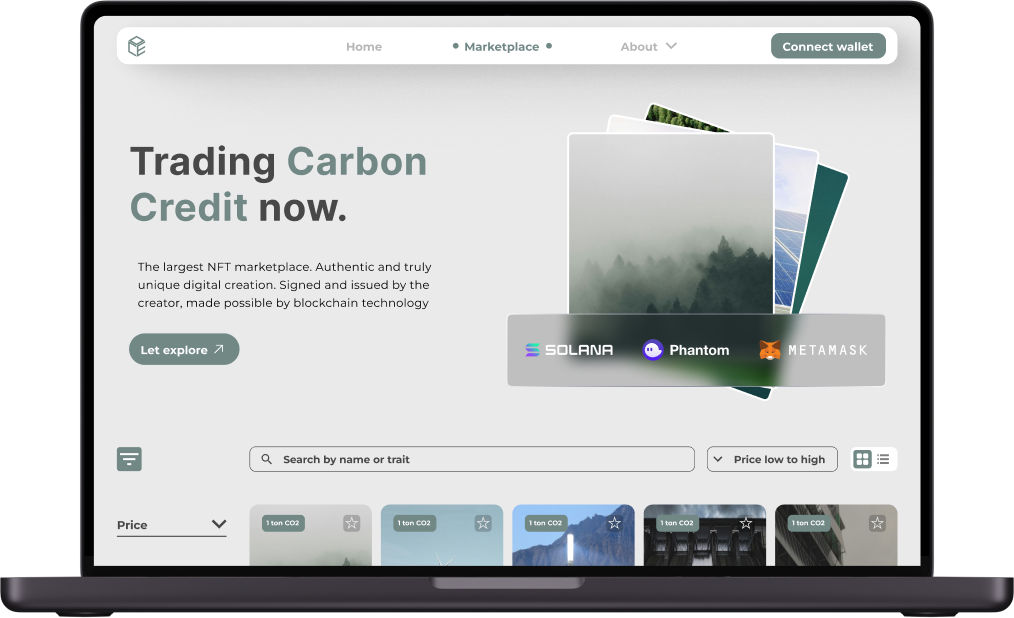 Home
Marketplace
About
Connect wallet
Trading Carbon
Credit now.
The largest NFT marketplace. Authentic and truly
unique digital creation. Signed and issued by the
creator, made possible by blockchain technology
Let explore
SOLANA
Phantom
METAMASK
Search by name or trait
Price low to high
Price
1 ton CO2
1 ton CO2
1 ton CO2
1 ton CO2
1 ton CO2